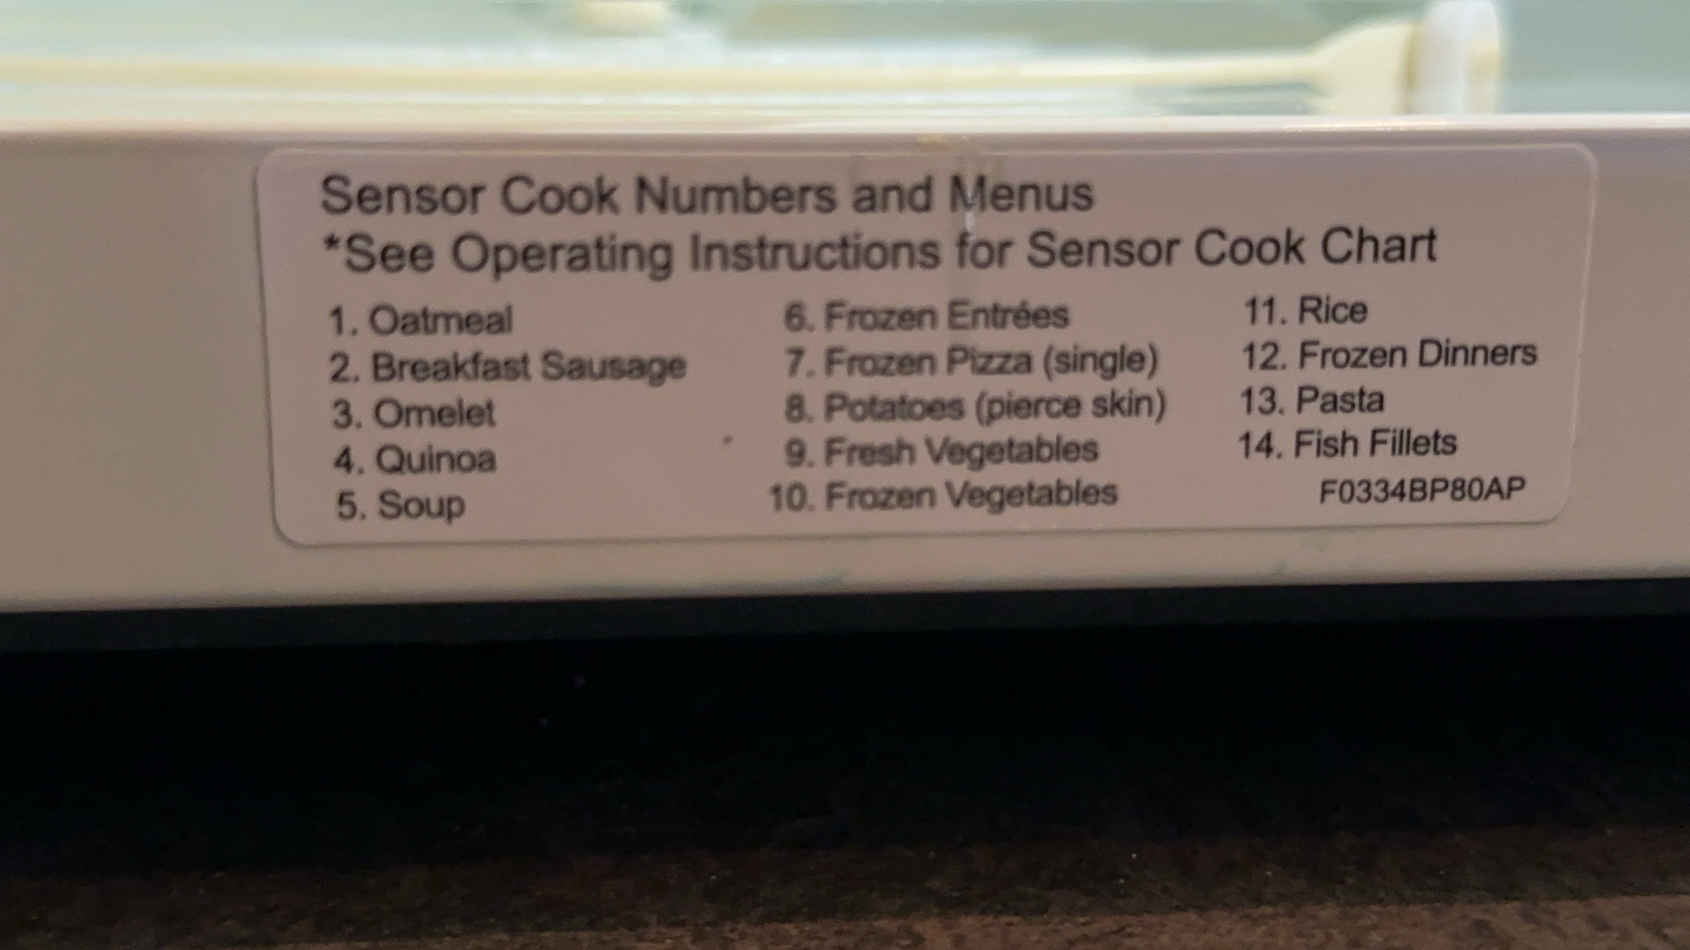 Sensor Cook Numbers and Menus
*See Operating Instructions for Sensor Cook Chart
1. Oatmeal
2. Breakfast Sausage
3. Omelet
4. Quinoa
5. Soup
6. Frozen Entrées
7. Frozen Pizza (single)
8. Potatoes (pierce skin)
9. Fresh Vegetables
10. Frozen Vegetables
11. Rice
12. Frozen Dinners
13. Pasta
14. Fish Fillets
F0334BP80AP